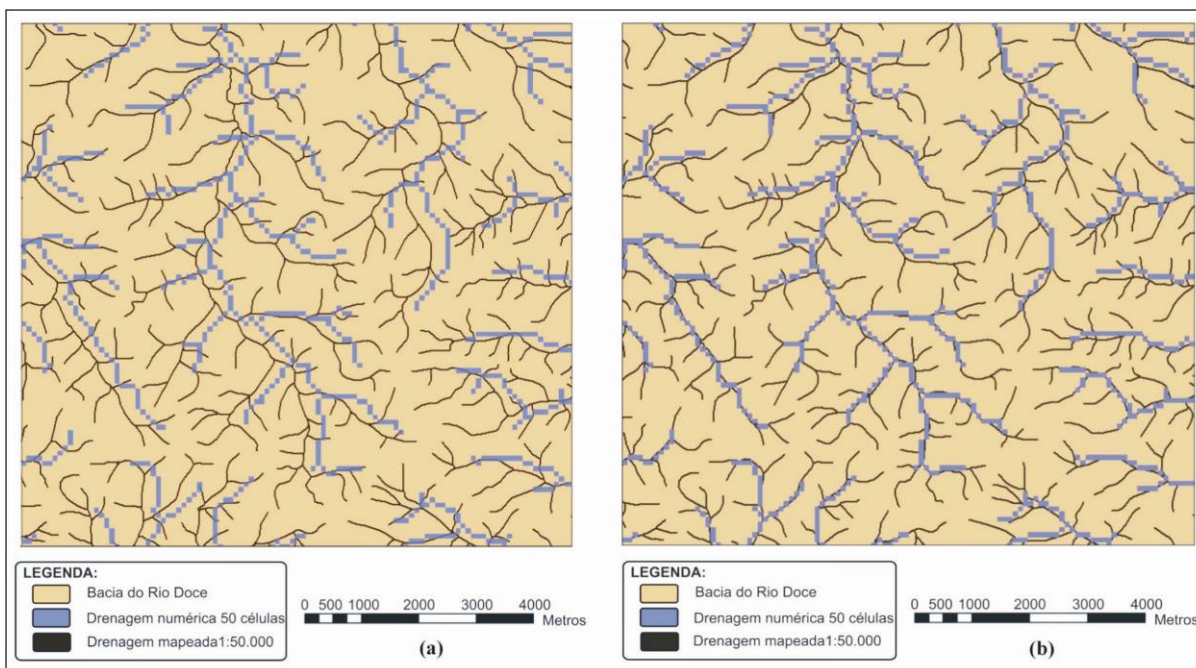 LEGENDA:
Bacia do Rio Doce
Drenagem numérica 50 células
Drenagem mapeada1:50.000
0 500 1000 2000 3000 4000
Metros
(a)
LEGENDA:
Bacia do Rio Doce
Drenagem numérica 50 células
Drenagem mapeada1:50.000
0 500 1000 2000 3000 4000
Metros
(b)